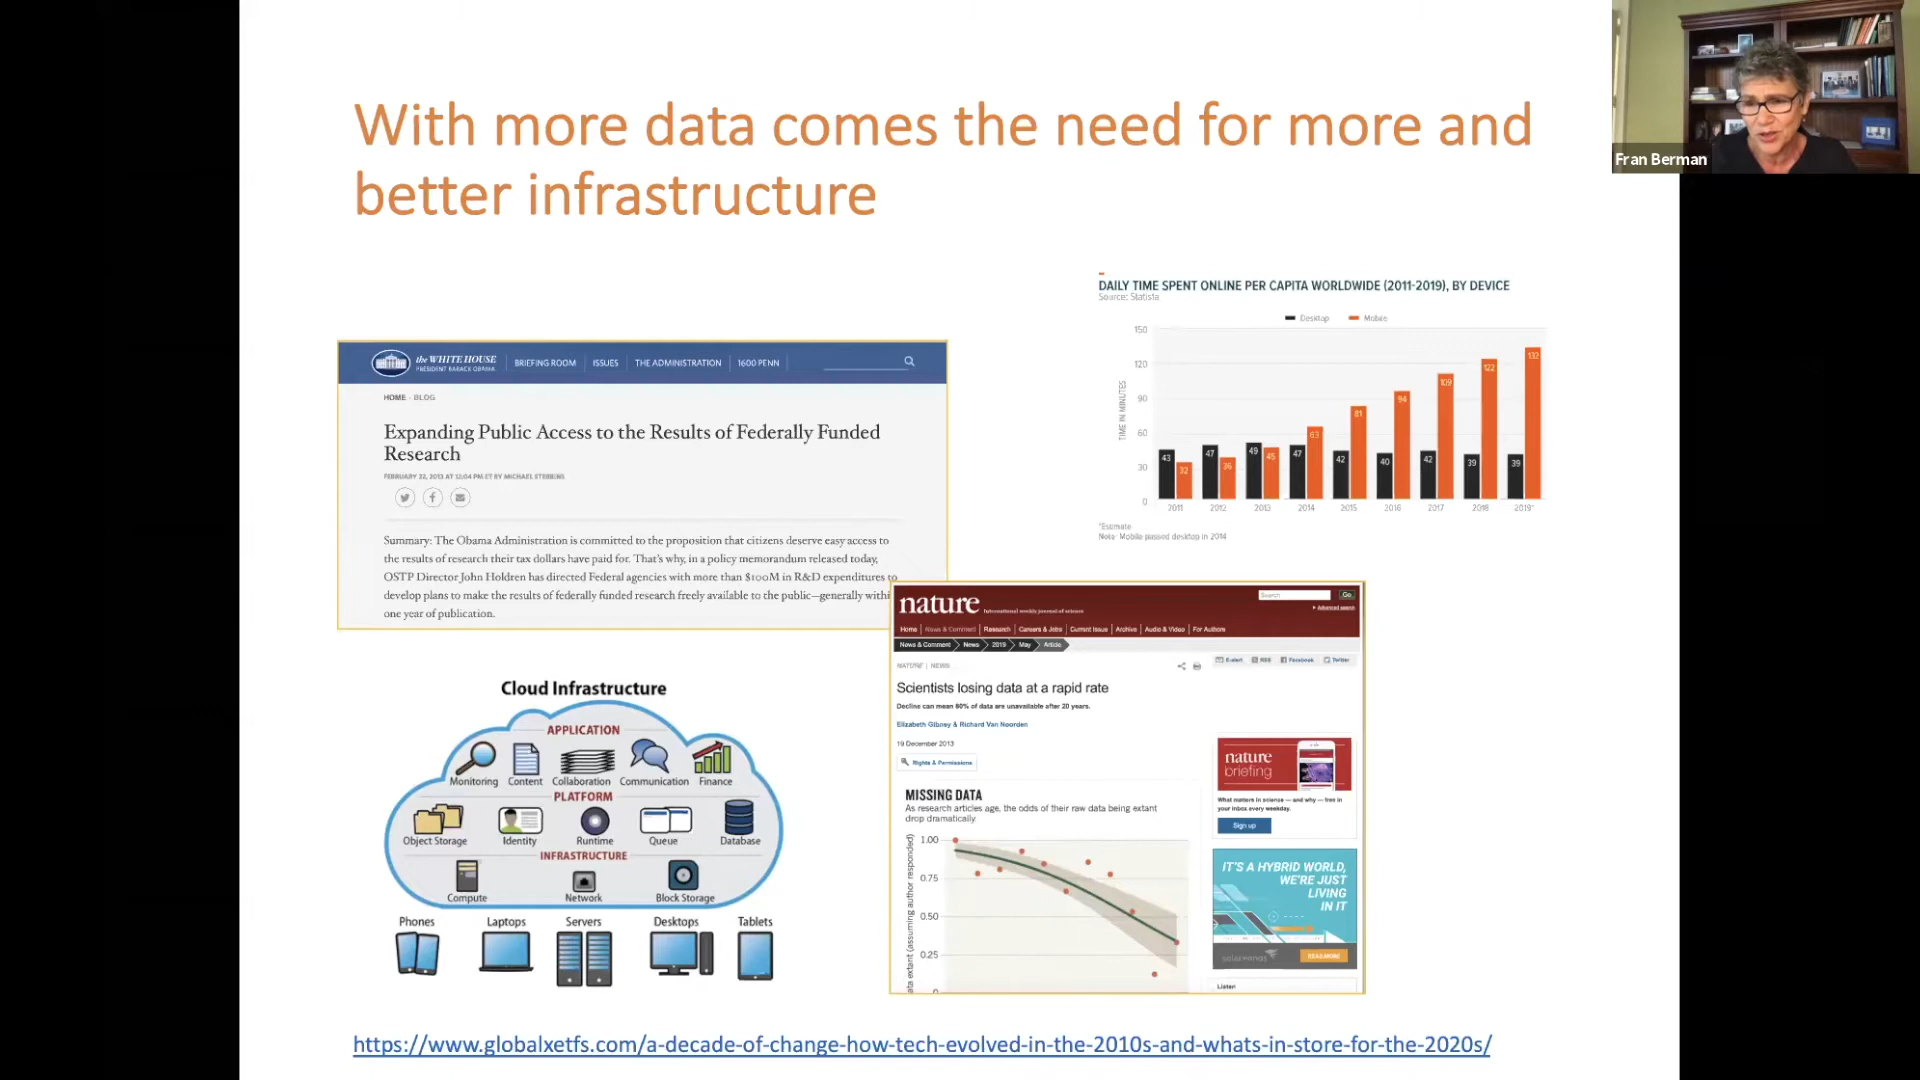 With more data comes the need for more and
better infrastructure
Fran Berman
the WHITE HOUSE
PRESIDENT BARACK OBAMA
BRIEFING ROOM
ISSUES
THE ADMINISTRATION
1600 PENN
HOME · BLOG
Expanding Public Access to the Results of Federally Funded
Research
FEBRUARY 22, 2013 AT 12:04 PM ET BY MICHAEL STEBBINS
Summary: The Obama Administration is committed to the proposition that citizens deserve easy access to
the results of research their tax dollars have paid for. That's why, in a policy memorandum released today,
OSTP Director John Holdren has directed Federal agencies with more than $100M in R&D expenditures to
develop plans to make the results of federally funded research freely available to the public—generally within
one year of publication.
DAILY TIME SPENT ONLINE PER CAPITA WORLDWIDE (2011-2019), BY DEVICE
Source: Statista
Desktop Mobile
TIME IN MINUTES
150
120
90
60
30
0
43 32 47 36 49 45 47 63 42 81 40 94 42 109 39 122 39 132
2011 2012 2013 2014 2015 2016 2017 2018 2019*
*Estimate
Note: Mobile passed desktop in 2014
Cloud Infrastructure
APPLICATION
Monitoring Content Collaboration Communication Finance
PLATFORM
Object Storage Identity Runtime Queue Database
INFRASTRUCTURE
Compute Network Block Storage
Phones Laptops Servers Desktops Tablets
nature International weekly journal of science
Search Go
Advanced search
Home News & Comment Research Careers & Jobs Current Issue Archive Audio & Video For Authors
News & Comment News 2019 May Article
NATURE | NEWS
E-alert RSS Facebook Twitter
Scientists losing data at a rapid rate
Decline can mean 80% of data are unavailable after 20 years.
Elizabeth Gibney & Richard Van Noorden
19 December 2013
Rights & Permissions
MISSING DATA
As research articles age, the odds of their raw data being extant
drop dramatically.
ata extant (assuming author responded)
1.00
0.75
0.50
0.25
0
nature
briefing
What matters in science — and why — free in
your inbox every weekday.
Sign up
IT'S A HYBRID WORLD,
WE'RE JUST
LIVING
IN IT
solarwinds
READ MORE
Listen
https://www.globalxetfs.com/a-decade-of-change-how-tech-evolved-in-the-2010s-and-whats-in-store-for-the-2020s/